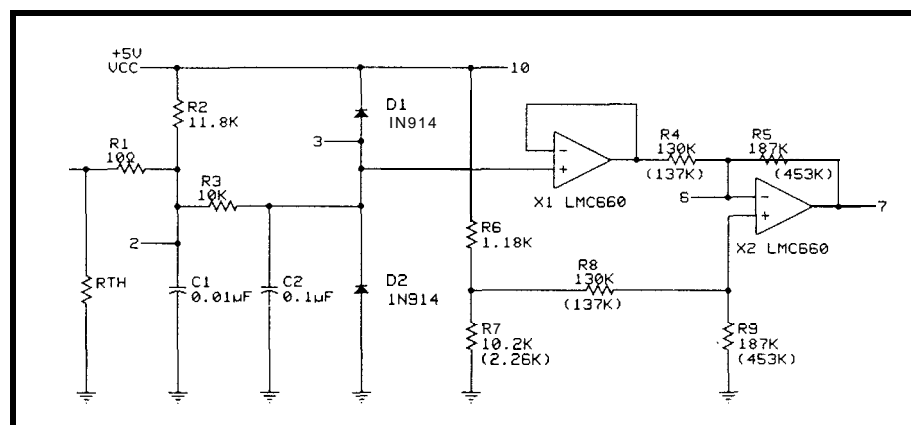 +5V
VCC
10
R2
11.8K
D1
1N914
3
R1
10Ω
R4
130K
(137K)
R5
187K
(453K)
R3
10K
X1 LMC660
6
7
X2 LMC660
2
R6
1.18K
RTH
C1
0.01µF
C2
0.1µF
D2
1N914
R8
130K
(137K)
R7
10.2K
(2.26K)
R9
187K
(453K)